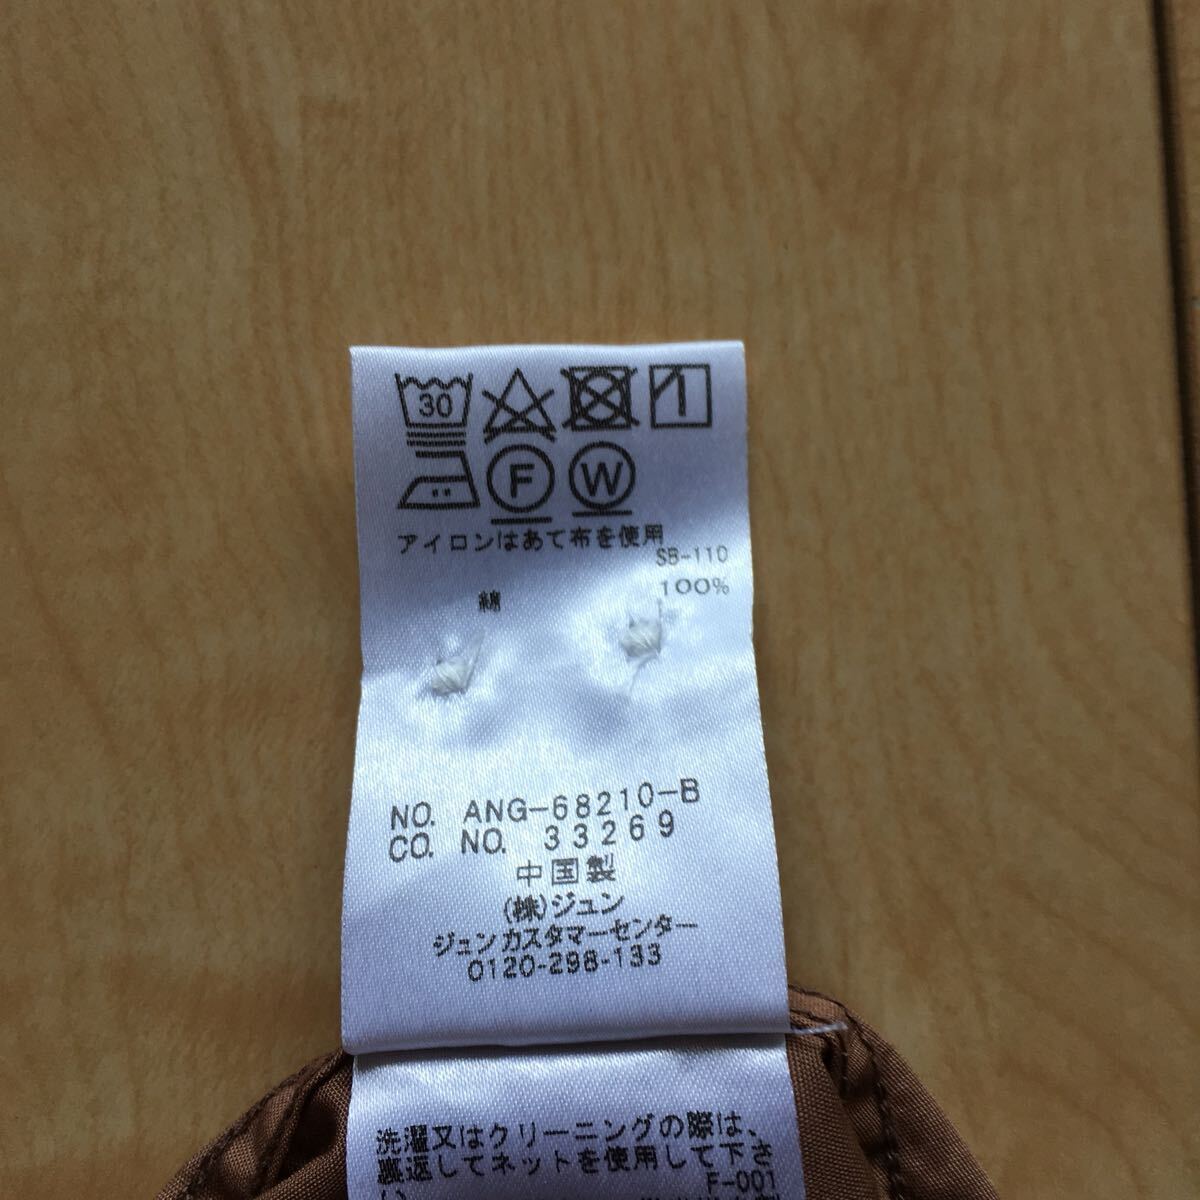 30
F W
アイロンはあて布を使用
SB-110
綿 100%
NO. ANG-68210-B
CO. NO. 33269
中国製
(株)ジュン
ジュンカスタマーセンター
0120-298-133
洗濯又はクリーニングの際は、
裏返してネットを使用して下さ
い
F-001